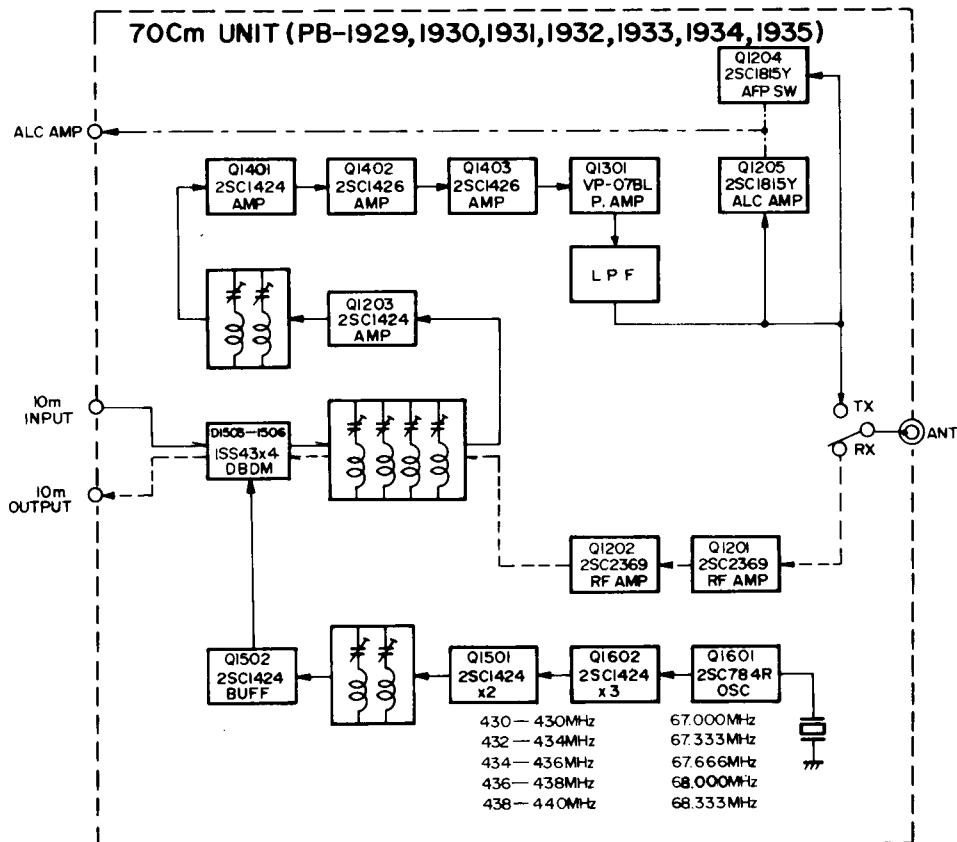 70Cm UNIT (PB-1929,1930,1931,1932,1933,1934,1935)
Q1204
2SC1815Y
AFP SW
ALC AMP
Q1401
2SC1424
AMP
Q1402
2SC1426
AMP
Q1403
2SC1426
AMP
Q1301
VP-07BL
P. AMP
Q1205
2SC1815Y
ALC AMP
LPF
Q1203
2SC1424
AMP
10m
INPUT
D1503-1506
1SS43x4
DBDM
TX
RX
ANT
10m
OUTPUT
Q1202
2SC2369
RF AMP
Q1201
2SC2369
RF AMP
Q1502
2SC1424
BUFF
Q1501
2SC1424
x2
Q1602
2SC1424
x3
Q1601
2SC784R
OSC
430—430MHz 67.000MHz
432—434MHz 67.333MHz
434—436MHz 67.666MHz
436—438MHz 68.000MHz
438—440MHz 68.333MHz